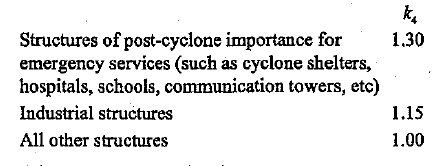 k₄
Structures of post-cyclone importance for 1.30
emergency services (such as cyclone shelters,
hospitals, schools, communication towers, etc)
Industrial structures 1.15
All other structures 1.00